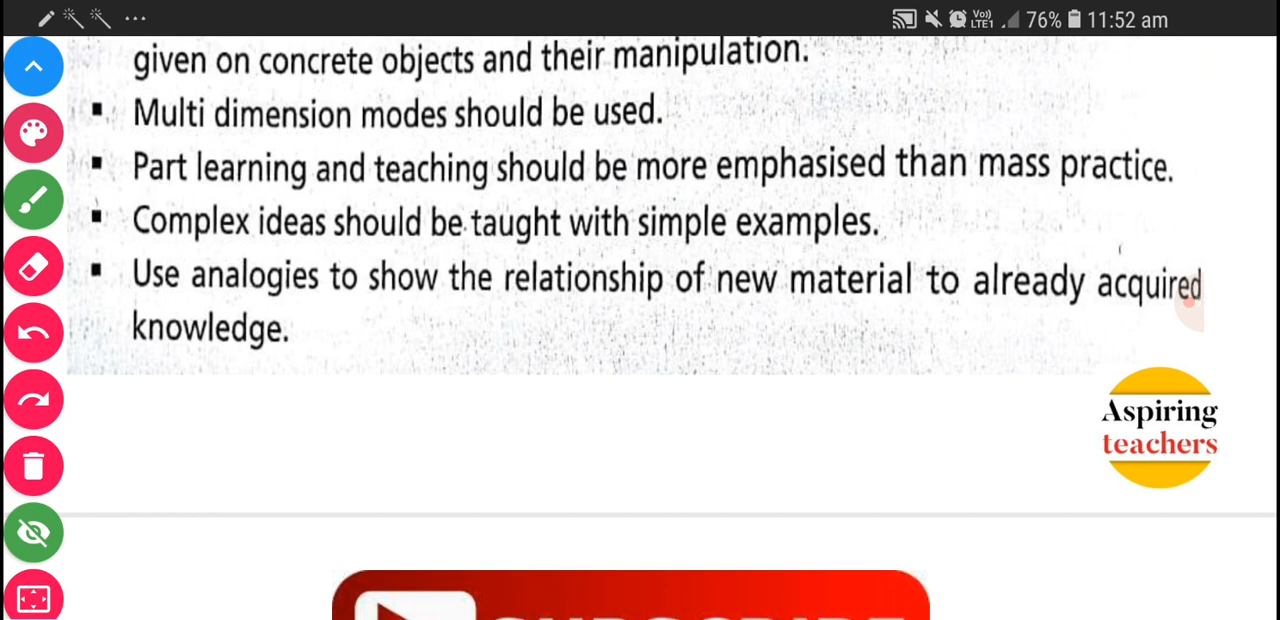 76% 11:52 am
given on concrete objects and their manipulation.
▪ Multi dimension modes should be used.
▪ Part learning and teaching should be more emphasised than mass practice.
▪ Complex ideas should be taught with simple examples.
▪ Use analogies to show the relationship of new material to already acquired
knowledge.
Aspiring
teachers